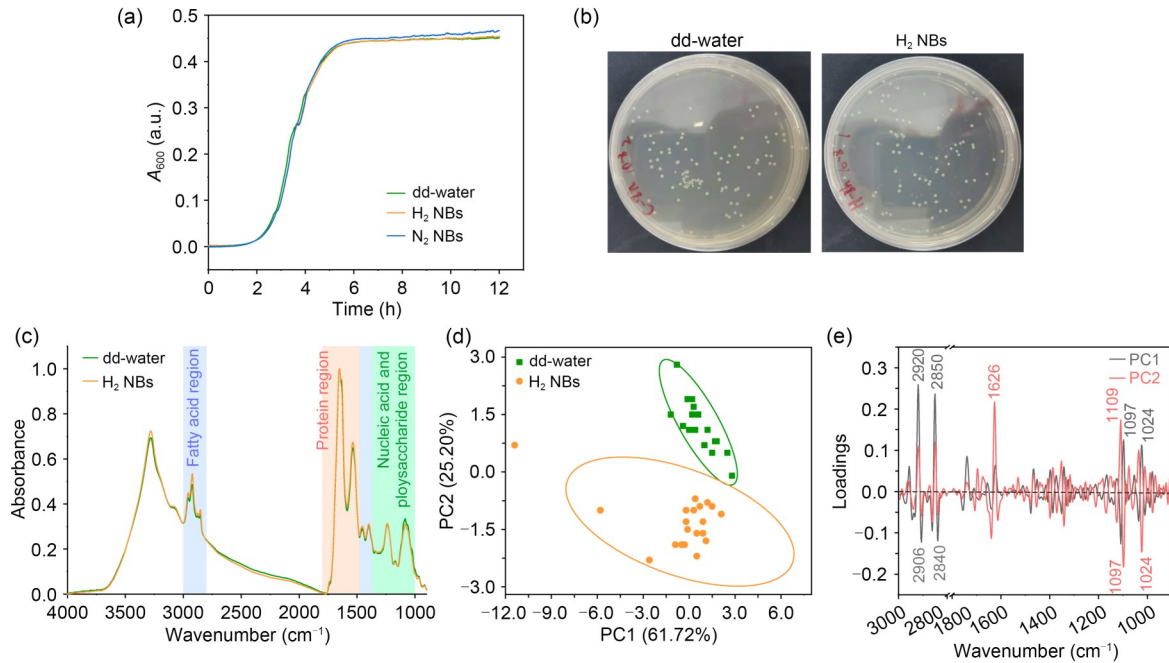 (a)
0.5
0.4
0.3
0.2
0.1
0.0
A600 (a.u.)
dd-water
H2 NBs
N2 NBs
0 2 4 6 8 10 12
Time (h)
(b)
dd-water
H2 NBs
(c)
dd-water
H2 NBs
1.0
0.8
0.6
0.4
0.2
0.0
Absorbance
Fatty acid region
Protein region
Nucleic acid and
ploysaccharide region
4000 3500 3000 2500 2000 1500 1000
Wavenumber (cm−1)
(d)
3.0
1.5
0.0
−1.5
−3.0
PC2 (25.20%)
dd-water
H2 NBs
−12.0 −9.0 −6.0 −3.0 0.0 3.0 6.0
PC1 (61.72%)
(e)
0.3
0.2
0.1
0.0
−0.1
−0.2
Loadings
2920
2850
1626
1109
1097
1024
PC1
PC2
2906
2840
1097
1024
3000 2800 1800 1600 1400 1200 1000
Wavenumber (cm−1)